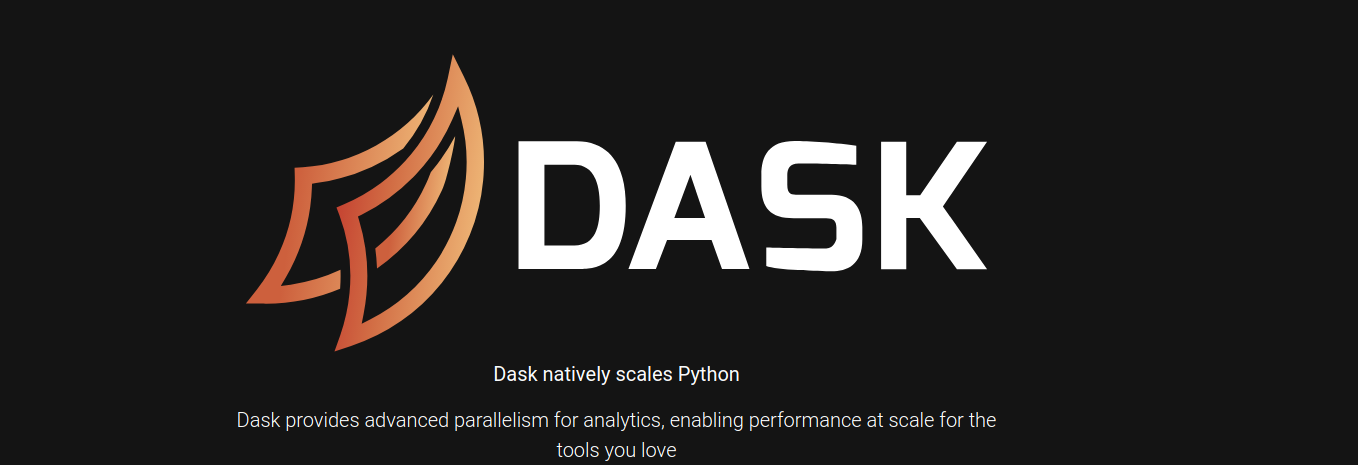 DASK
Dask natively scales Python
Dask provides advanced parallelism for analytics, enabling performance at scale for the
tools you love